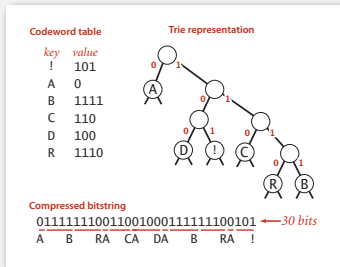 Codeword table
Trie representation
key value
! 101
A 0
B 1111
C 110
D 100
R 1110
0 1
A
0 1
0 1
0 1
D ! C
0 1
R B
Compressed bitstring
011111110011001000111111100101 30 bits
A B RA CA DA B RA !